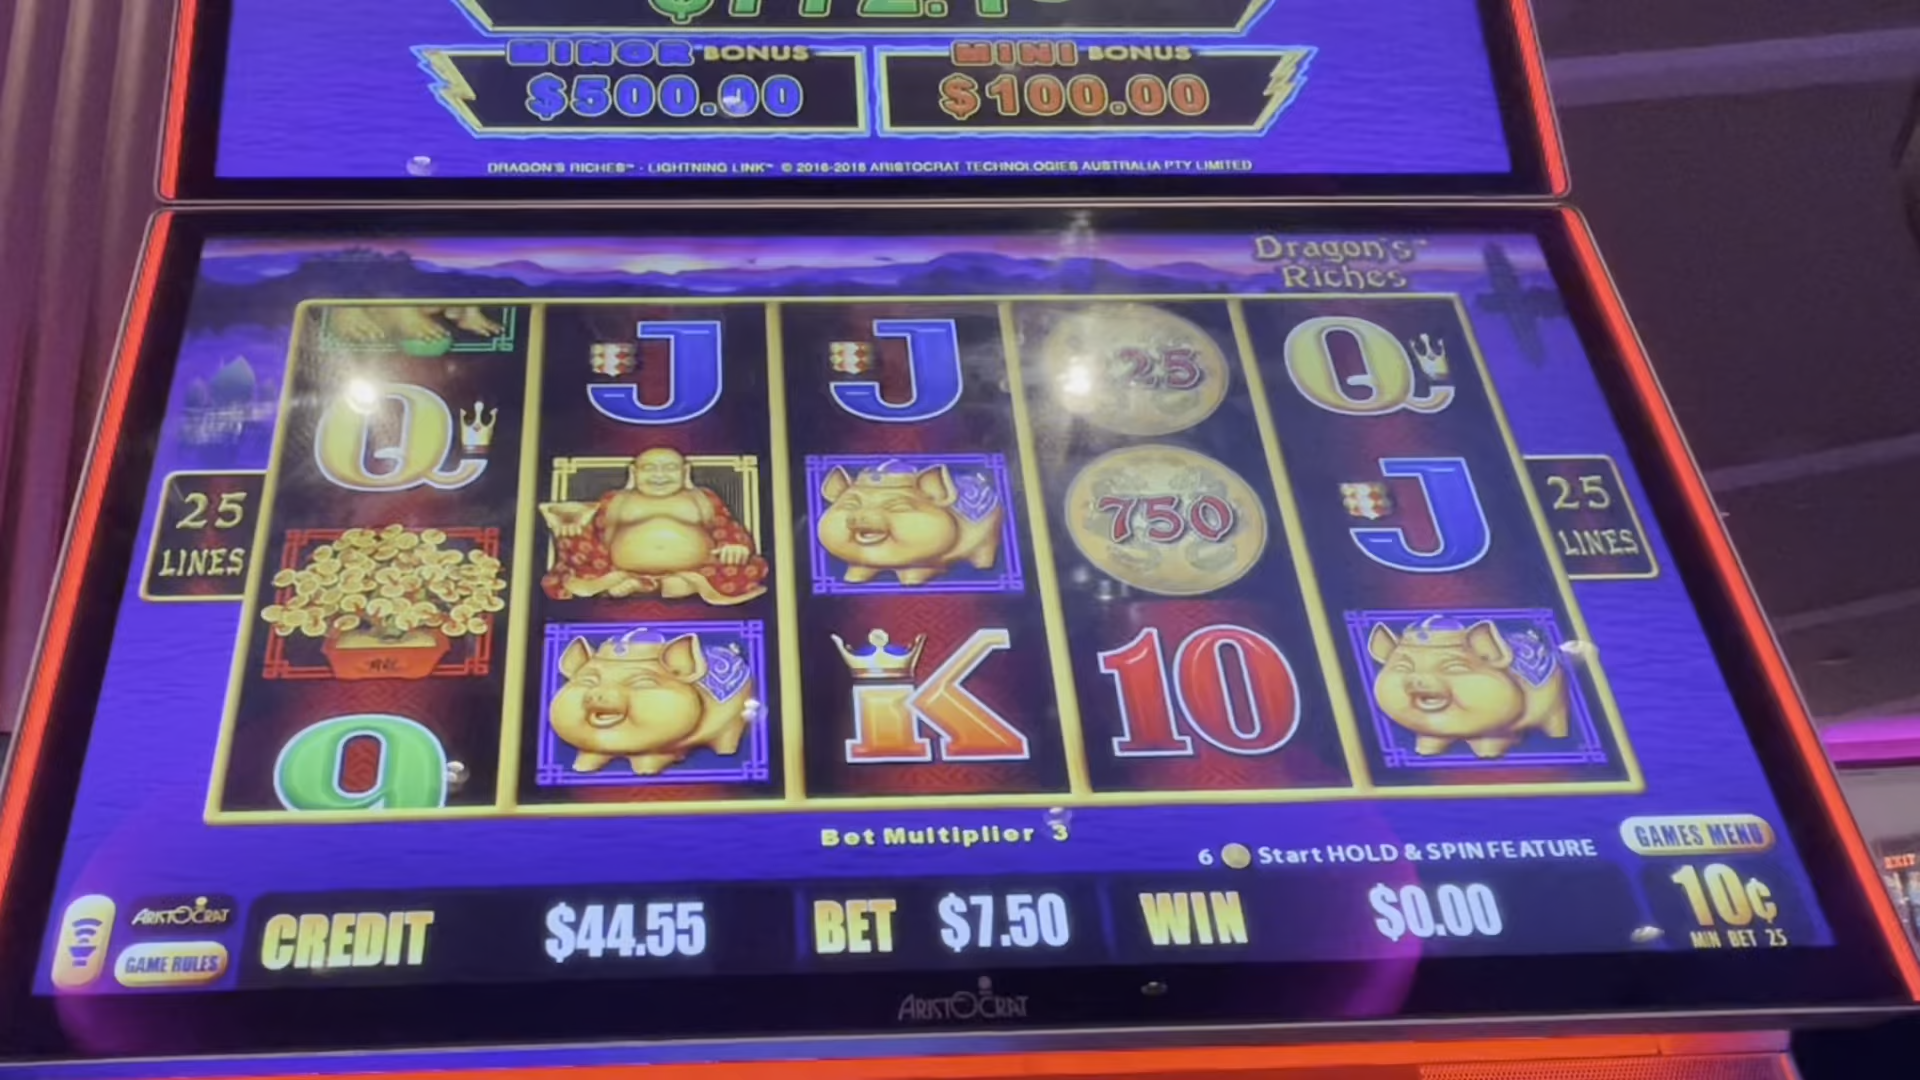 MINOR BONUS
$500.00
MINI BONUS
$100.00
DRAGON'S RICHES™ - LIGHTNING LINK™ © 2016-2018 ARISTOCRAT TECHNOLOGIES AUSTRALIA PTY LIMITED
Dragon's™
Riches
J J 25 Q
Q
25
LINES
750 J
25
LINES
K 10
9
Bet Multiplier 3
6 Start HOLD & SPIN FEATURE
GAMES MENU
ARISTOCRAT
GAME RULES
CREDIT $44.55 BET $7.50 WIN $0.00
10¢
MIN BET 25
ARISTOCRAT
EXIT